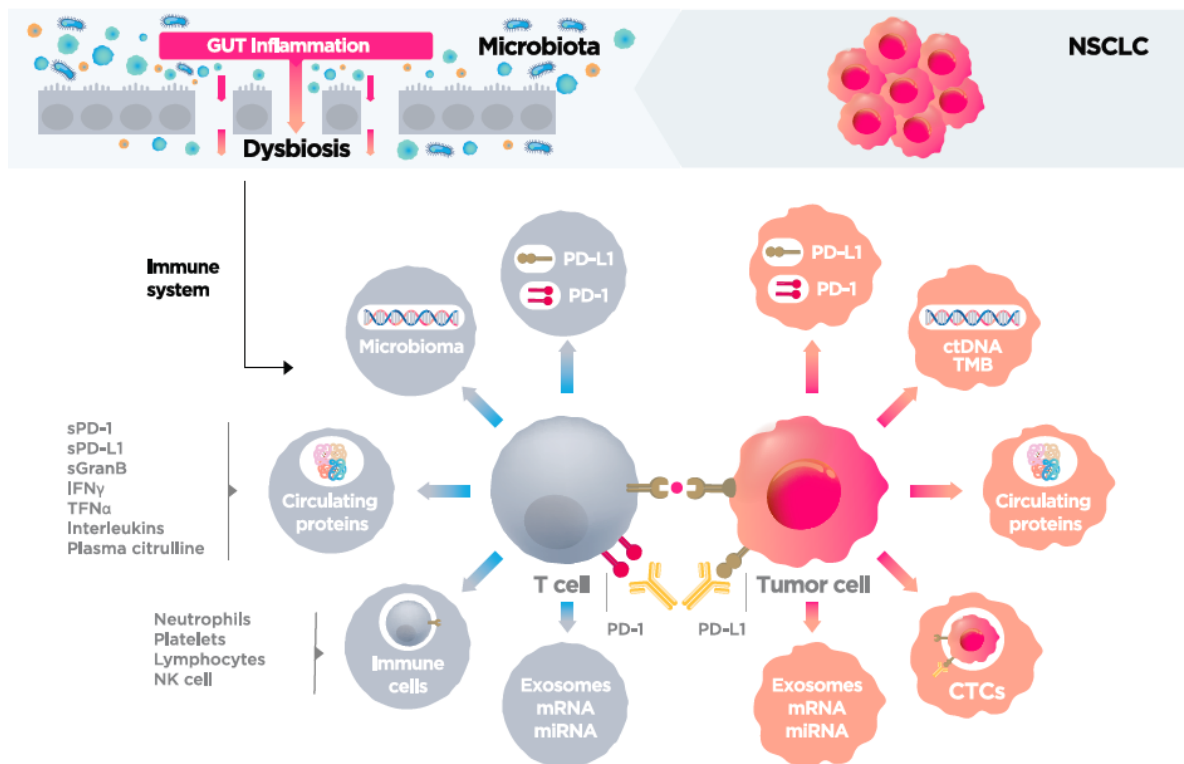 GUT Inflammation
Microbiota
NSCLC
Dysbiosis
Immune
system
PD-L1
PD-1
PD-L1
PD-1
Microbioma
ctDNA
TMB
sPD-1
sPD-L1
sGranB
IFNγ
TFNα
Interleukins
Plasma citrulline
Circulating
proteins
Circulating
proteins
T cell
Tumor cell
PD-1
PD-L1
Neutrophils
Platelets
Lymphocytes
NK cell
Immune
cells
Exosomes
mRNA
miRNA
Exosomes
mRNA
miRNA
CTCs